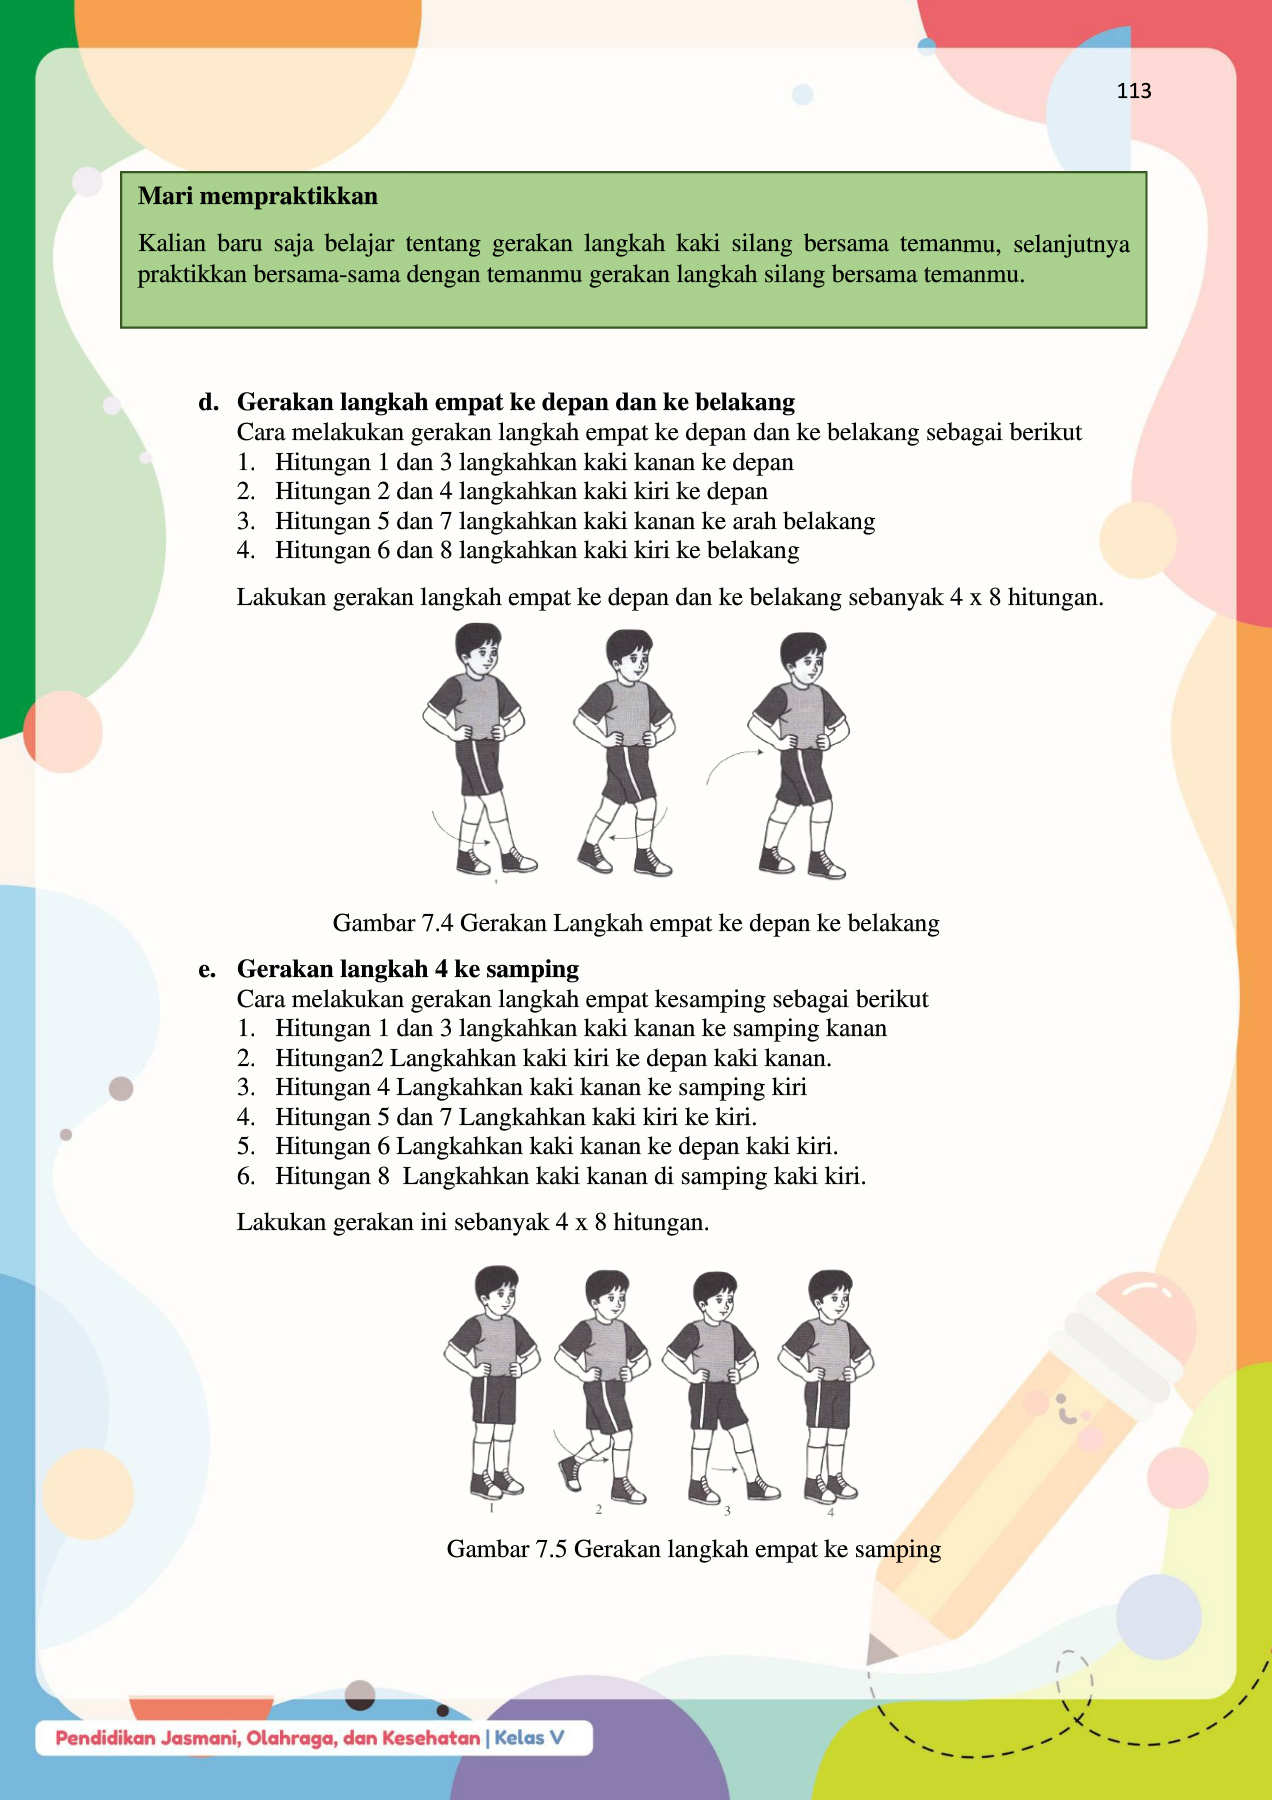 113
Mari mempraktikkan
Kalian baru saja belajar tentang gerakan langkah kaki silang bersama temanmu, selanjutnya
praktikkan bersama-sama dengan temanmu gerakan langkah silang bersama temanmu.
d. Gerakan langkah empat ke depan dan ke belakang
Cara melakukan gerakan langkah empat ke depan dan ke belakang sebagai berikut
1. Hitungan 1 dan 3 langkahkan kaki kanan ke depan
2. Hitungan 2 dan 4 langkahkan kaki kiri ke depan
3. Hitungan 5 dan 7 langkahkan kaki kanan ke arah belakang
4. Hitungan 6 dan 8 langkahkan kaki kiri ke belakang
Lakukan gerakan langkah empat ke depan dan ke belakang sebanyak 4 x 8 hitungan.
Gambar 7.4 Gerakan Langkah empat ke depan ke belakang
e. Gerakan langkah 4 ke samping
Cara melakukan gerakan langkah empat kesamping sebagai berikut
1. Hitungan 1 dan 3 langkahkan kaki kanan ke samping kanan
2. Hitungan2 Langkahkan kaki kiri ke depan kaki kanan.
3. Hitungan 4 Langkahkan kaki kanan ke samping kiri
4. Hitungan 5 dan 7 Langkahkan kaki kiri ke kiri.
5. Hitungan 6 Langkahkan kaki kanan ke depan kaki kiri.
6. Hitungan 8 Langkahkan kaki kanan di samping kaki kiri.
Lakukan gerakan ini sebanyak 4 x 8 hitungan.
1 2 3 4
Gambar 7.5 Gerakan langkah empat ke samping
Pendidikan Jasmani, Olahraga, dan Kesehatan | Kelas V